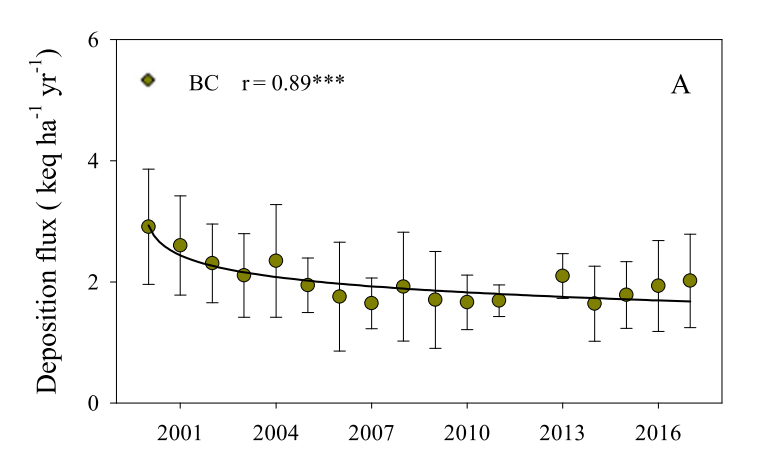 6
BC r = 0.89*** A
4
2
0
Deposition flux ( keq ha⁻¹ yr⁻¹)
2001 2004 2007 2010 2013 2016